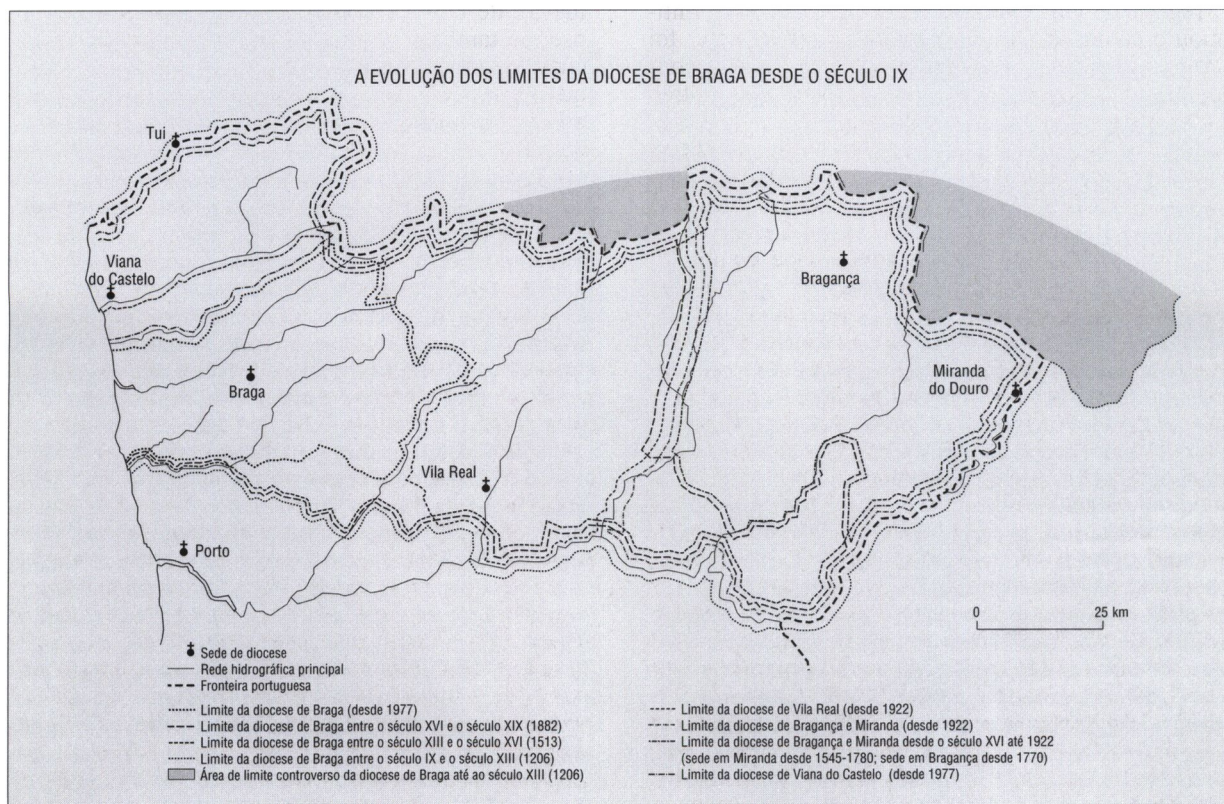 A EVOLUÇÃO DOS LIMITES DA DIOCESE DE BRAGA DESDE O SÉCULO IX
Tui
Viana
do Castelo
Bragança
Braga
Miranda
do Douro
Vila Real
Porto
0 25 km
Sede de diocese
Rede hidrográfica principal
Fronteira portuguesa
Limite da diocese de Braga (desde 1977)
Limite da diocese de Braga entre o século XVI e o século XIX (1882)
Limite da diocese de Braga entre o século XIII e o século XVI (1513)
Limite da diocese de Braga entre o século IX e o século XIII (1206)
Área de limite controverso da diocese de Braga até ao século XIII (1206)
Limite da diocese de Vila Real (desde 1922)
Limite da diocese de Bragança e Miranda (desde 1922)
Limite da diocese de Bragança e Miranda desde o século XVI até 1922
(sede em Miranda desde 1545-1780; sede em Bragança desde 1770)
Limite da diocese de Viana do Castelo (desde 1977)